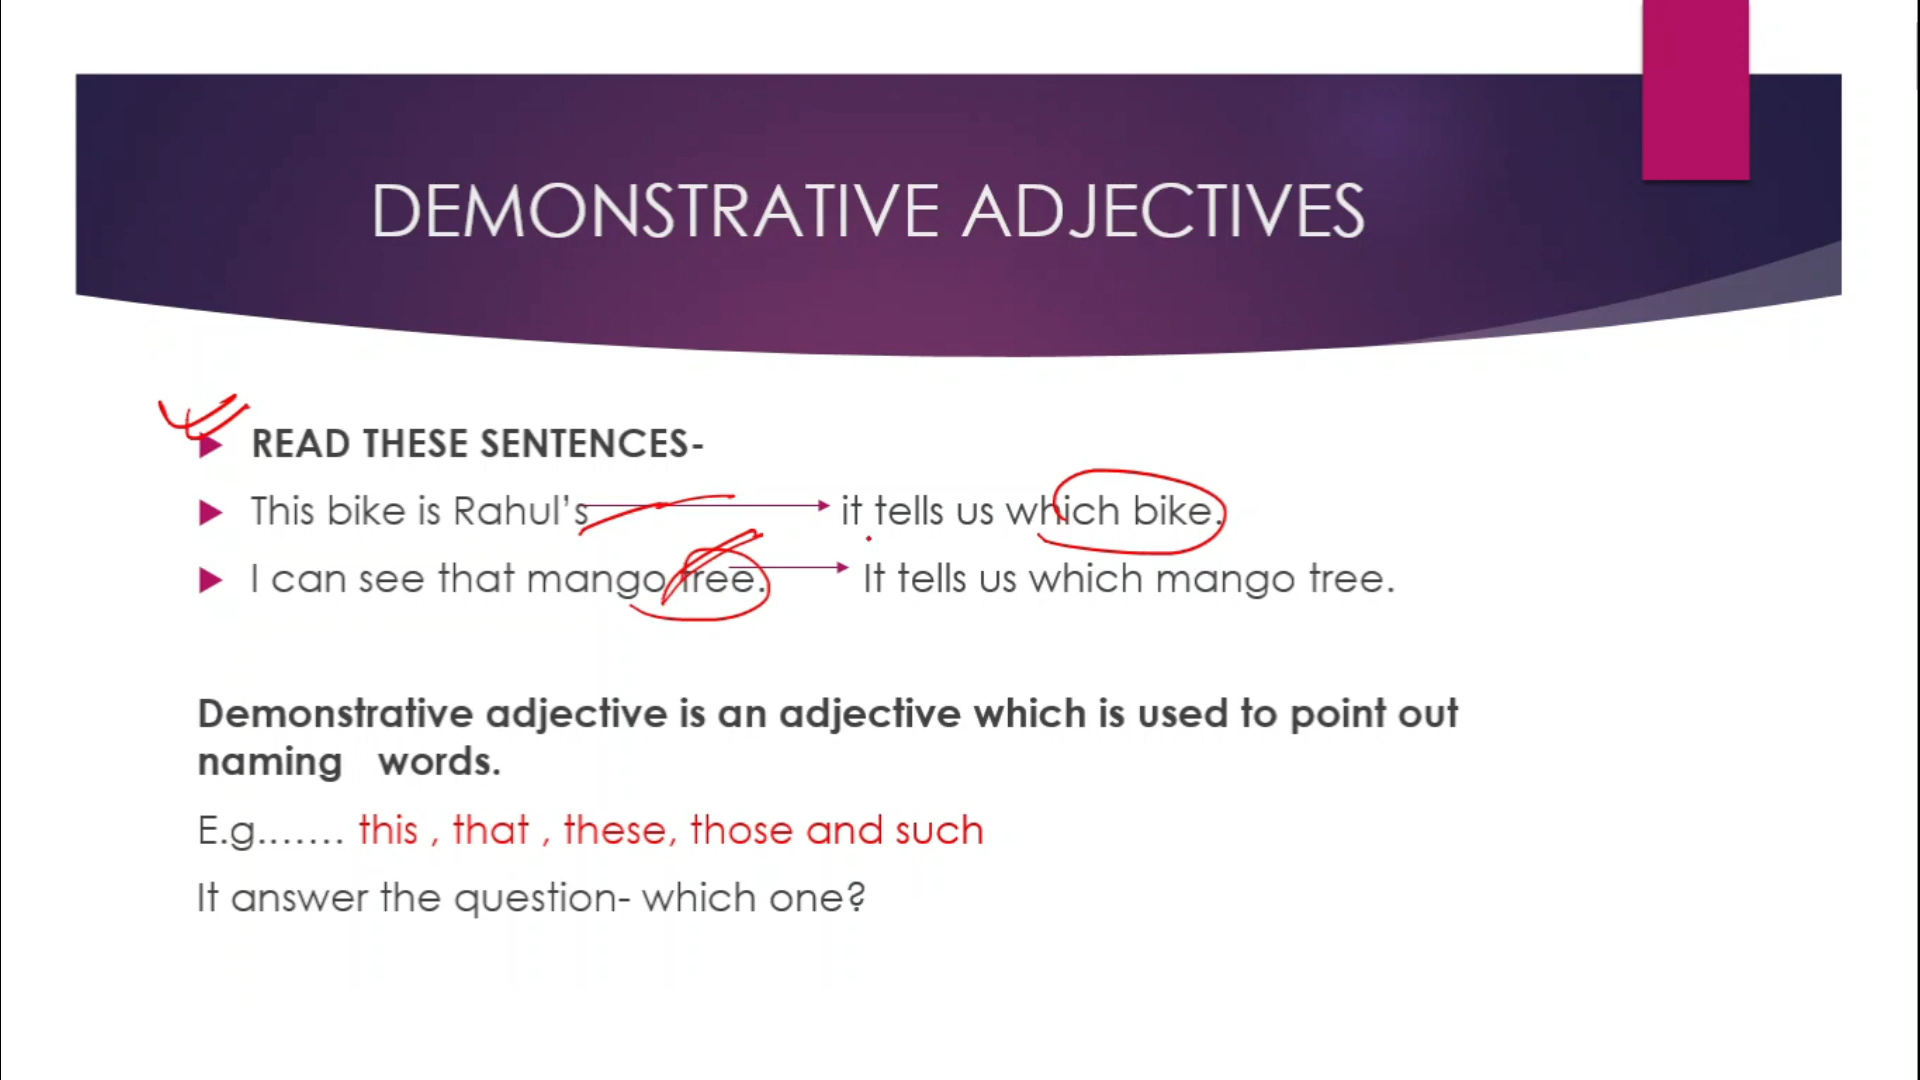 DEMONSTRATIVE ADJECTIVES
READ THESE SENTENCES-
This bike is Rahul’s it tells us which bike.
I can see that mango tree. It tells us which mango tree.
Demonstrative adjective is an adjective which is used to point out
naming words.
E.g....... this , that , these, those and such
It answer the question- which one?